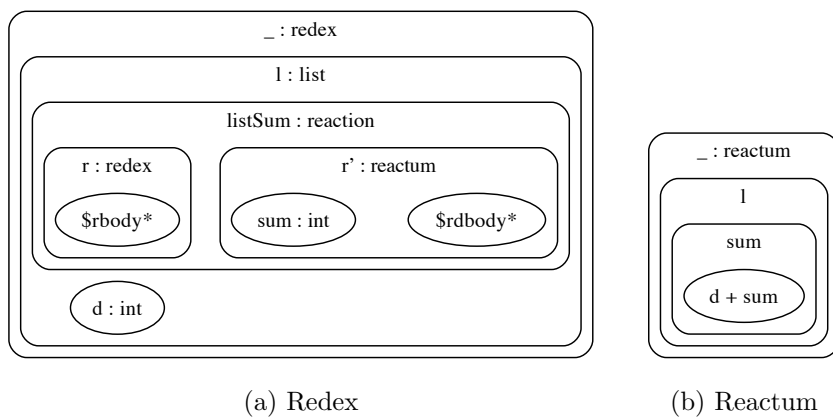 _ : redex
l : list
listSum : reaction
r : redex
r' : reactum
$rbody*
sum : int
$rdbody*
d : int
(a) Redex
_ : reactum
l
sum
d + sum
(b) Reactum